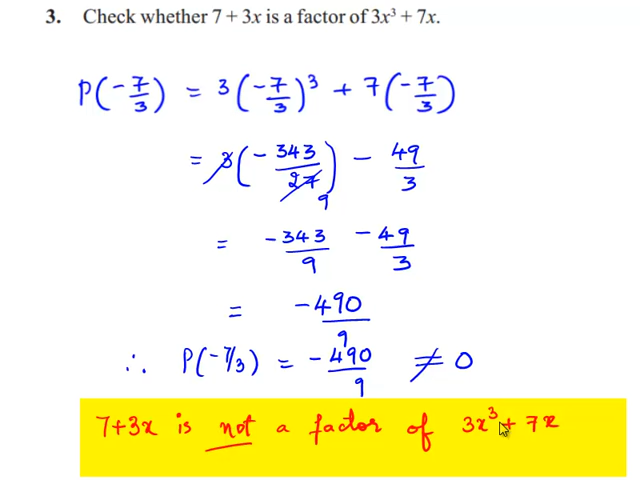 3. Check whether 7 + 3x is a factor of 3x³ + 7x.
P(-7/3) = 3(-7/3)³ + 7(-7/3)
= 3(-343/27) - 49/3
9
= -343/9 -49/3
= -490/9
∴ P(-7/3) = -490/9 ≠ 0
7+3x is not a factor of 3x³ + 7x